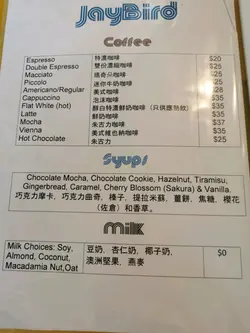 JayBird
Coffee
Espresso 特濃咖啡 $20
Double Espresso 雙份濃縮咖啡 $25
Macciato 瑪奇朵咖啡 $25
Piccolo 迷你牛奶咖啡 $25
Americano/Regular 美式咖啡 $28
Cappuccino 泡沫咖啡 $35
Flat White (hot) 醇白特濃鮮奶咖啡（只供應熱飲） $35
Latte 鮮奶咖啡 $35
Mocha 朱古力咖啡 $37
Vienna 美式維也納咖啡 $35
Hot Chocolate 朱古力 $25
Syups
Chocolate Mocha, Chocolate Cookie, Hazelnut, Tiramisu,
Gingerbread, Caramel, Cherry Blossom (Sakura) & Vanilla.
巧克力摩卡，巧克力曲奇，榛子，提拉米蘇，薑餅，焦糖，櫻花
（佐倉）和香草。
Milk
Milk Choices: Soy, 豆奶，杏仁奶，椰子奶， $0
Almond, Coconut, 澳洲堅果，燕麥
Macadamia Nut,Oat